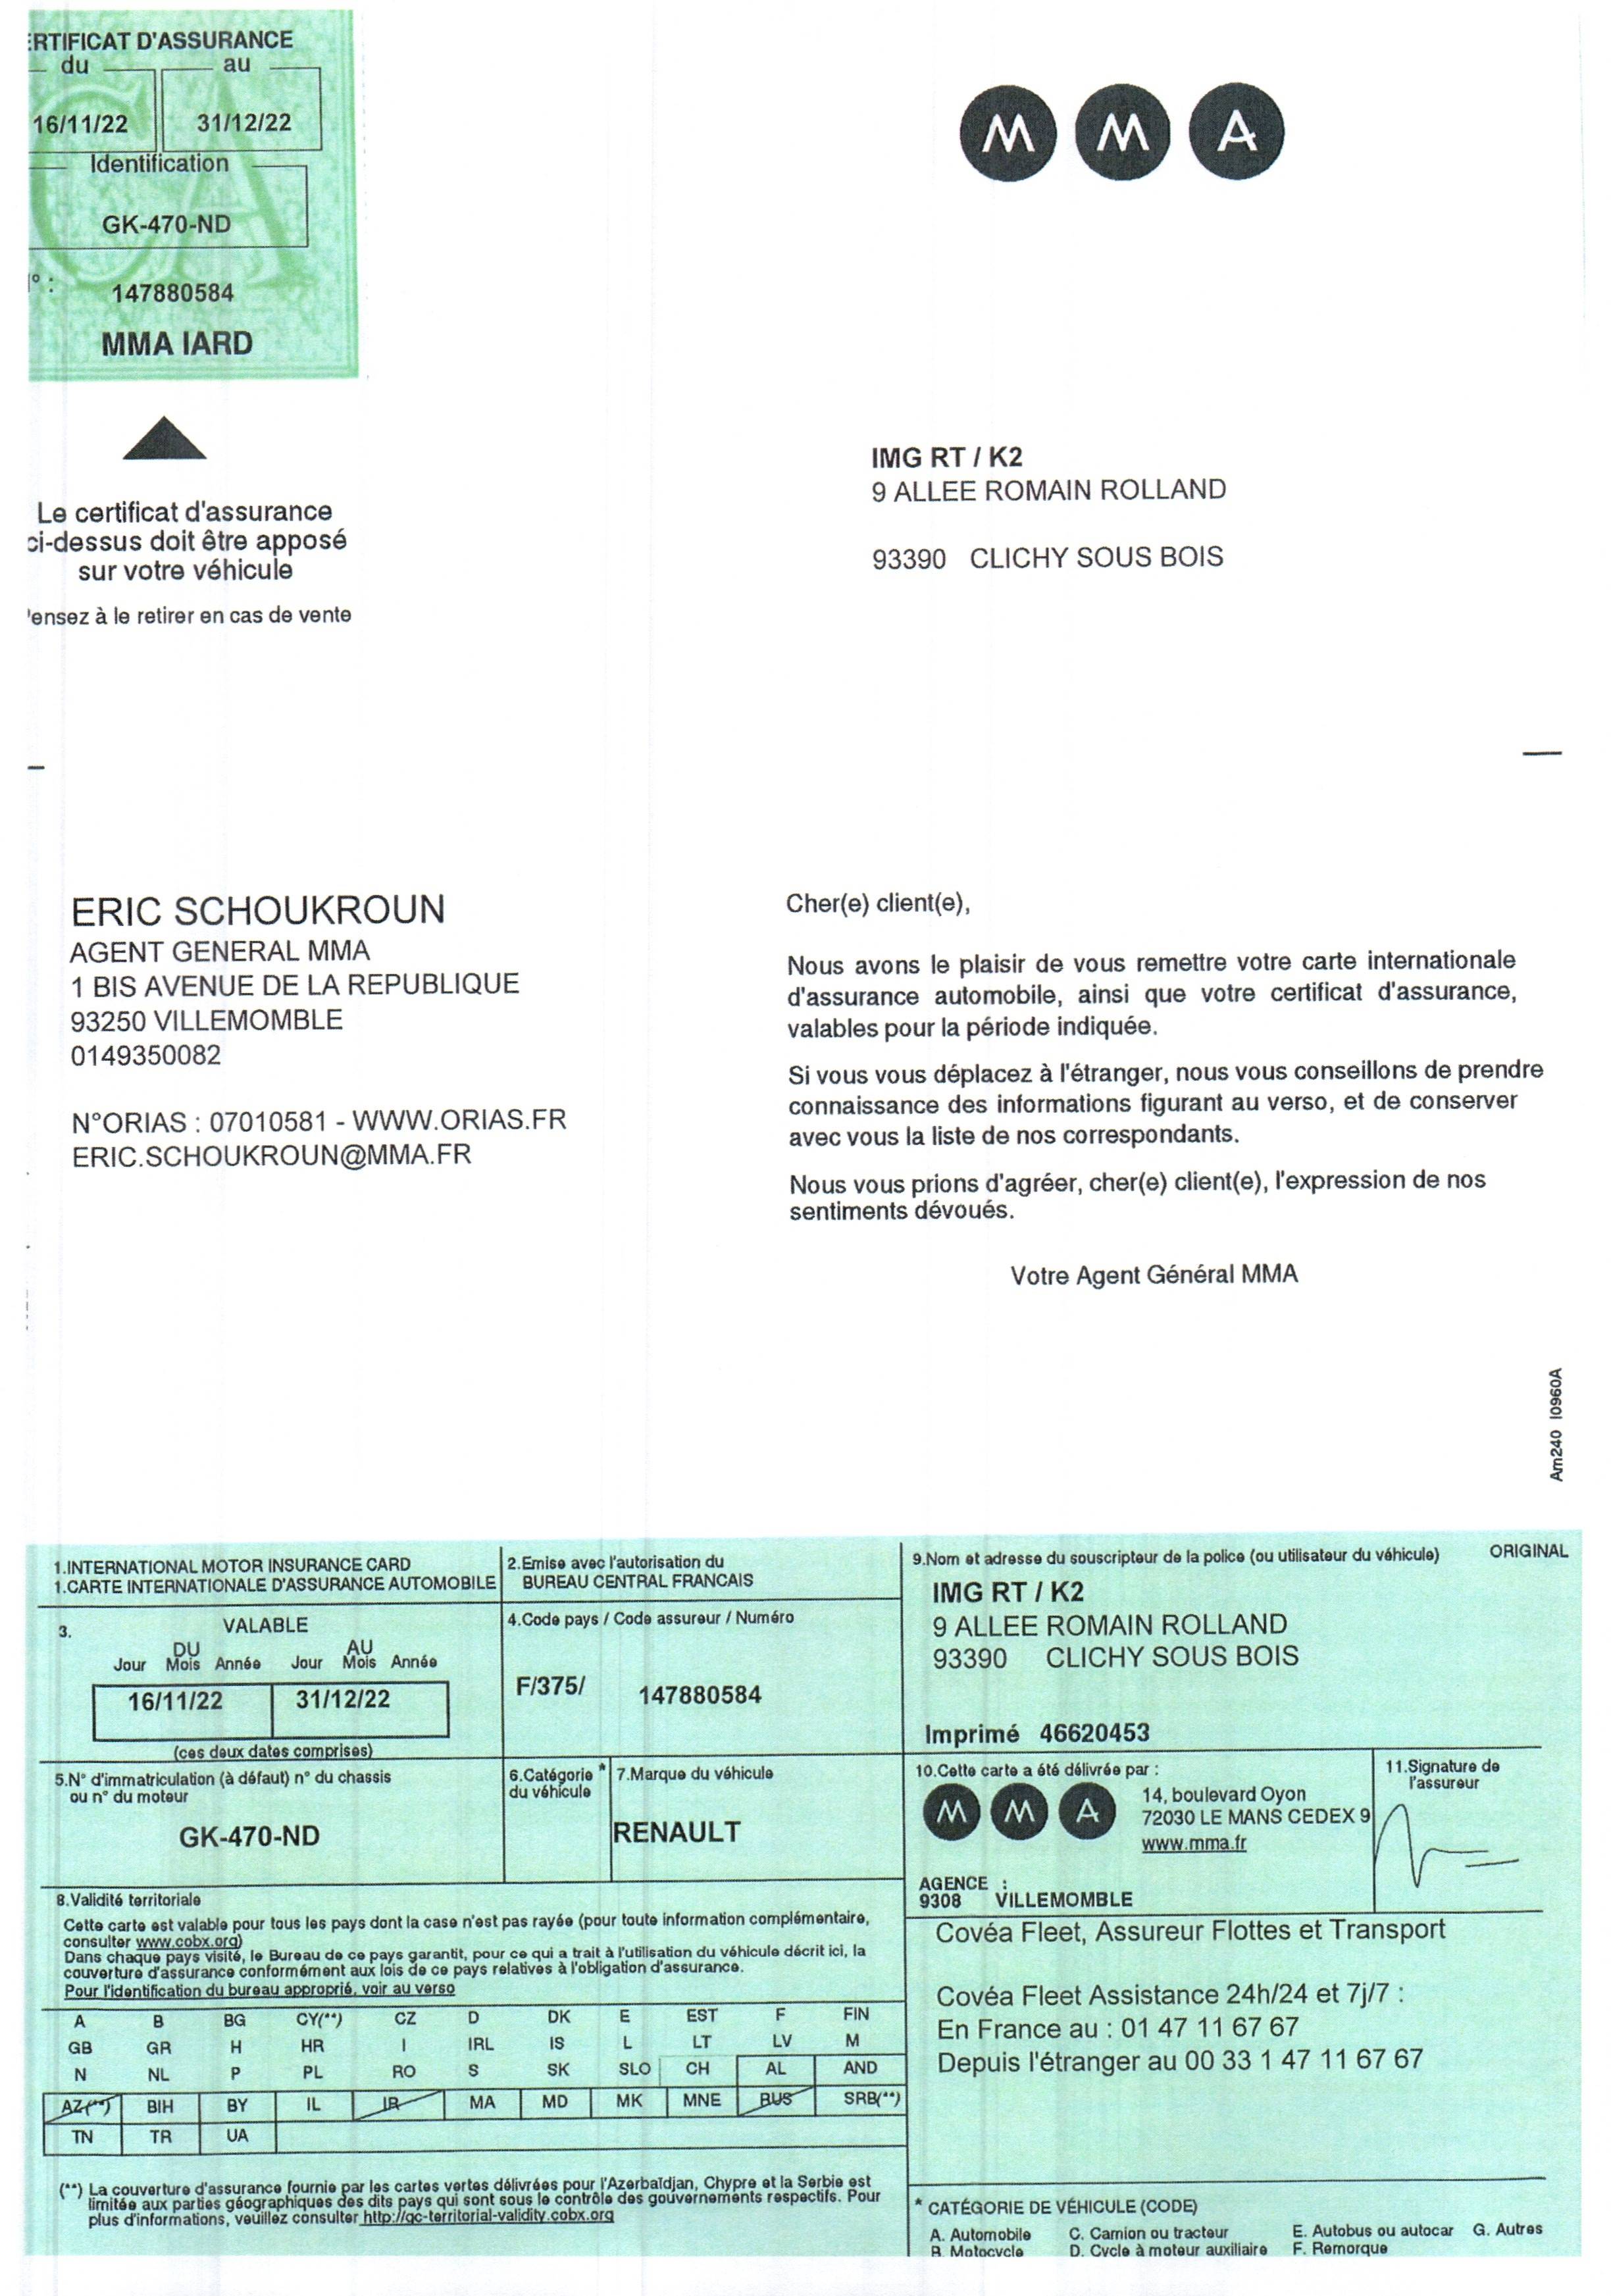 ERTIFICAT D'ASSURANCE
du au
16/11/22 31/12/22
Identification
GK-470-ND
° : 147880584
MMA IARD
Le certificat d'assurance
ci-dessus doit être apposé
sur votre véhicule
ensez à le retirer en cas de vente
M M A
IMG RT / K2
9 ALLEE ROMAIN ROLLAND
93390 CLICHY SOUS BOIS
ERIC SCHOUKROUN
AGENT GENERAL MMA
1 BIS AVENUE DE LA REPUBLIQUE
93250 VILLEMOMBLE
0149350082
N°ORIAS : 07010581 - WWW.ORIAS.FR
ERIC.SCHOUKROUN@MMA.FR
Cher(e) client(e),
Nous avons le plaisir de vous remettre votre carte internationale
d'assurance automobile, ainsi que votre certificat d'assurance,
valables pour la période indiquée.
Si vous vous déplacez à l'étranger, nous vous conseillons de prendre
connaissance des informations figurant au verso, et de conserver
avec vous la liste de nos correspondants.
Nous vous prions d'agréer, cher(e) client(e), l'expression de nos
sentiments dévoués.
Votre Agent Général MMA
Am240 I0960A
1.INTERNATIONAL MOTOR INSURANCE CARD
1.CARTE INTERNATIONALE D'ASSURANCE AUTOMOBILE
2.Emise avec l'autorisation du
BUREAU CENTRAL FRANCAIS
3. VALABLE
DU AU
Jour Mois Année Jour Mois Année
16/11/22 31/12/22
(ces deux dates comprises)
4.Code pays / Code assureur / Numéro
F/375/ 147880584
5.N° d'immatriculation (à défaut) n° du chassis
ou n° du moteur
GK-470-ND
6.Catégorie *
du véhicule
7.Marque du véhicule
RENAULT
8.Validité territoriale
Cette carte est valable pour tous les pays dont la case n'est pas rayée (pour toute information complémentaire,
consulter www.cobx.org)
Dans chaque pays visité, le Bureau de ce pays garantit, pour ce qui a trait à l'utilisation du véhicule décrit ici, la
couverture d'assurance conformément aux lois de ce pays relatives à l'obligation d'assurance.
Pour l'identification du bureau approprié, voir au verso
A B BG CY(**) CZ D DK E EST F FIN
GB GR H HR I IRL IS L LT LV M
N NL P PL RO S SK SLO CH AL AND
AZ(**) BIH BY IL IR MA MD MK MNE RUS SRB(**)
TN TR UA
(**) La couverture d'assurance fournie par les cartes vertes délivrées pour l'Azerbaïdjan, Chypre et la Serbie est
limitée aux parties géographiques des dits pays qui sont sous le contrôle des gouvernements respectifs. Pour
plus d'informations, veuillez consulter http://gc-territorial-validity.cobx.org
9.Nom et adresse du souscripteur de la police (ou utilisateur du véhicule) ORIGINAL
IMG RT / K2
9 ALLEE ROMAIN ROLLAND
93390 CLICHY SOUS BOIS
Imprimé 46620453
10.Cette carte a été délivrée par :
M M A
14, boulevard Oyon
72030 LE MANS CEDEX 9
www.mma.fr
AGENCE :
9308 VILLEMOMBLE
11.Signature de
l'assureur
Covéa Fleet, Assureur Flottes et Transport
Covéa Fleet Assistance 24h/24 et 7j/7 :
En France au : 01 47 11 67 67
Depuis l'étranger au 00 33 1 47 11 67 67
* CATÉGORIE DE VÉHICULE (CODE)
A. Automobile C. Camion ou tracteur E. Autobus ou autocar G. Autres
B. Motocycle D. Cycle à moteur auxiliaire F. Remorque